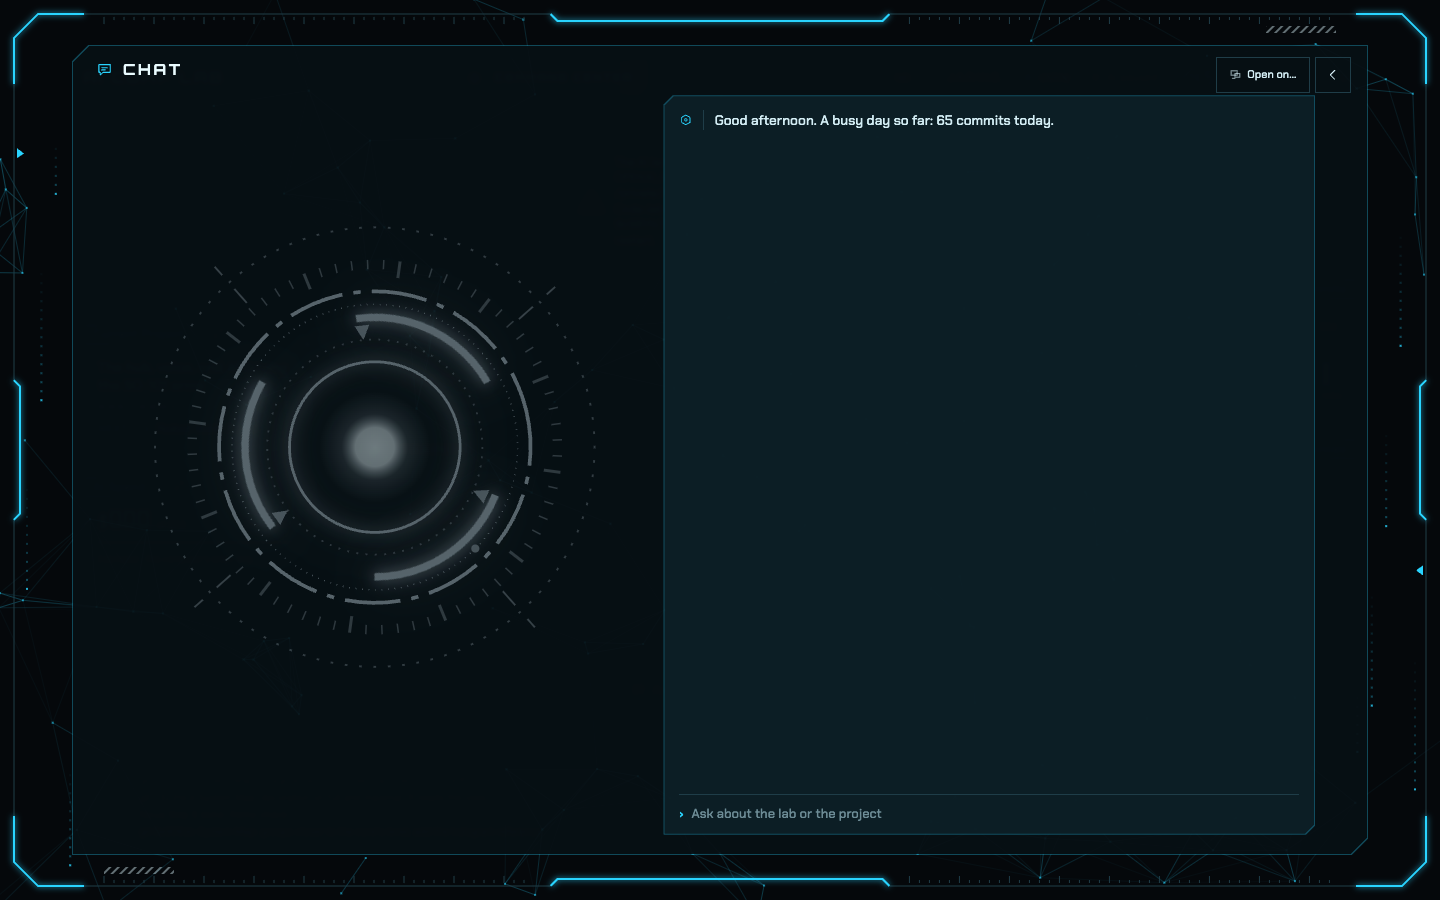 CHAT
Open on...
Good afternoon. A busy day so far: 65 commits today.
Ask about the lab or the project